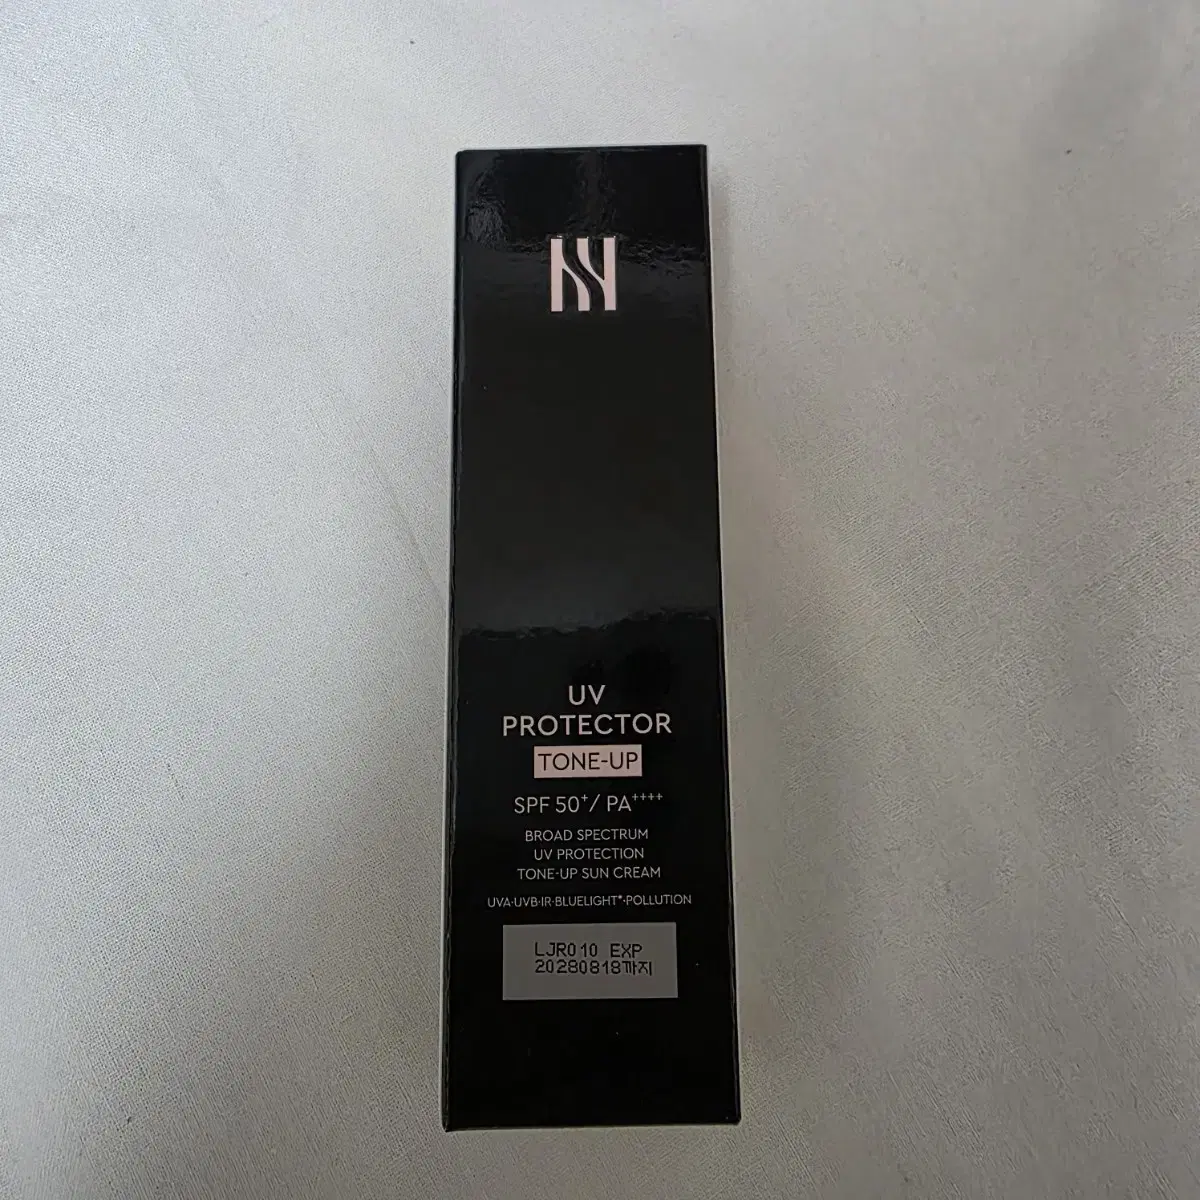 UV
PROTECTOR
TONE-UP
SPF 50+/ PA++++
BROAD SPECTRUM
UV PROTECTION
TONE-UP SUN CREAM
UVA·UVB·IR·BLUELIGHT*·POLLUTION
LJR010 EXP
20280818까지